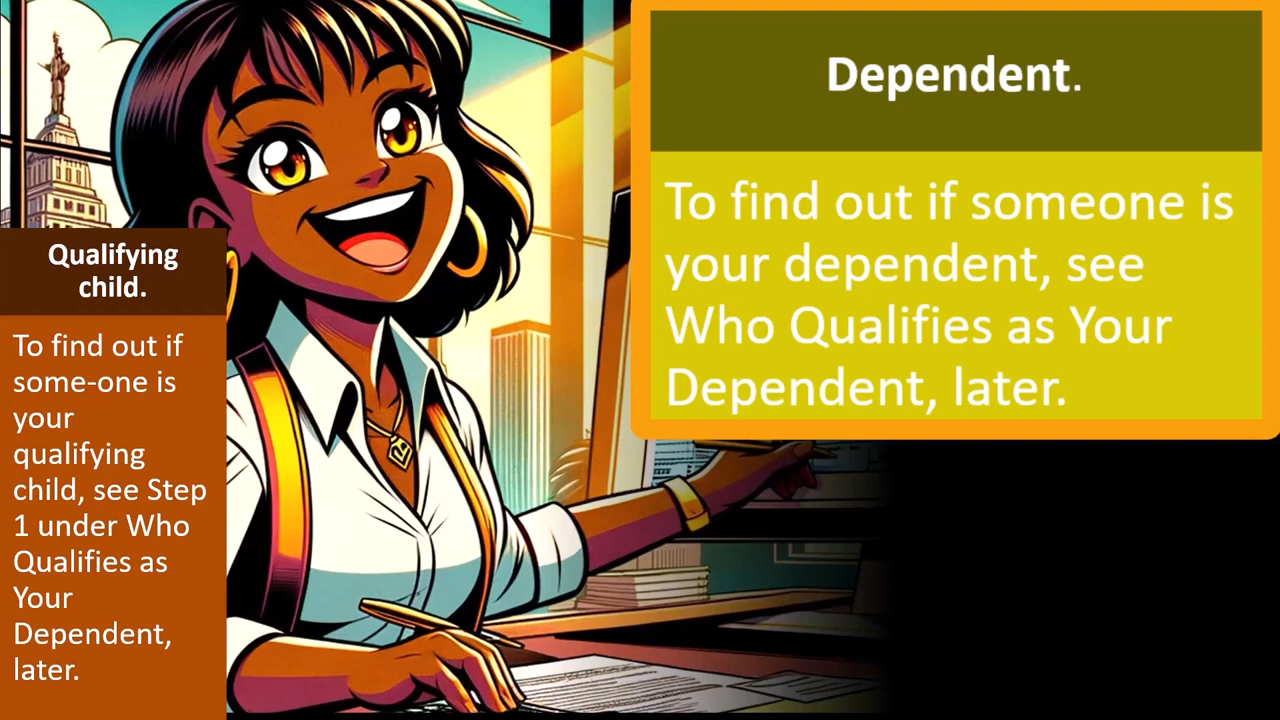 Dependent.
To find out if someone is
your dependent, see
Who Qualifies as Your
Dependent, later.
Qualifying
child.
To find out if
some-one is
your
qualifying
child, see Step
1 under Who
Qualifies as
Your
Dependent,
later.